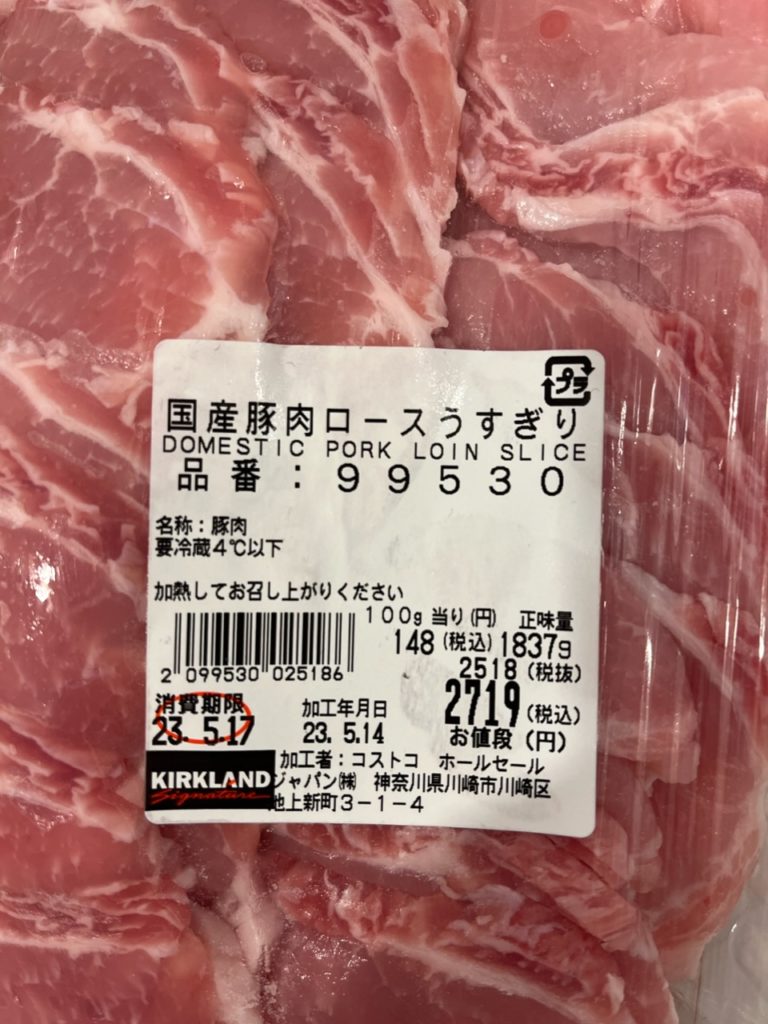 プラ
国産豚肉ロースうすぎり
DOMESTIC PORK LOIN SLICE
品番:99530
名称:豚肉
要冷蔵4℃以下
加熱してお召し上がりください
100g 当り(円) 正味量
148 (税込) 1837g
2518 (税抜)
2 099530 025186
2719 (税込)
お値段 (円)
消費期限 加工年月日
23. 5.17 23. 5.14
KIRKLAND
Signature
加工者:コストコ ホールセール
ジャパン㈱ 神奈川県川崎市川崎区
池上新町3-1-4